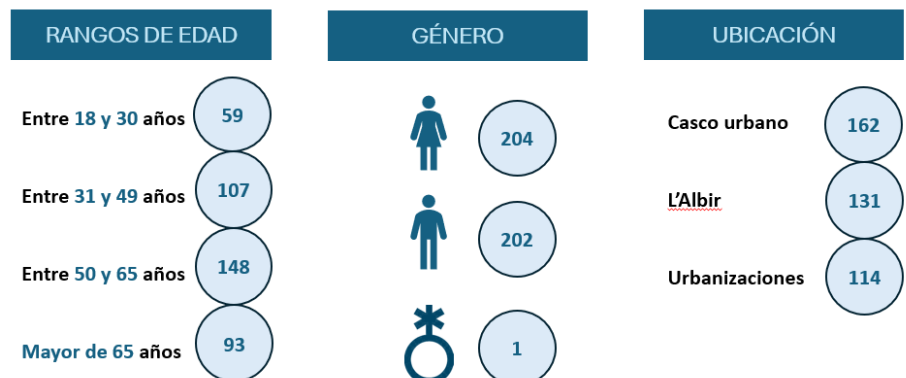 RANGOS DE EDAD
Entre 18 y 30 años 59
Entre 31 y 49 años 107
Entre 50 y 65 años 148
Mayor de 65 años 93
GÉNERO
204
202
1
UBICACIÓN
Casco urbano 162
L'Albir 131
Urbanizaciones 114